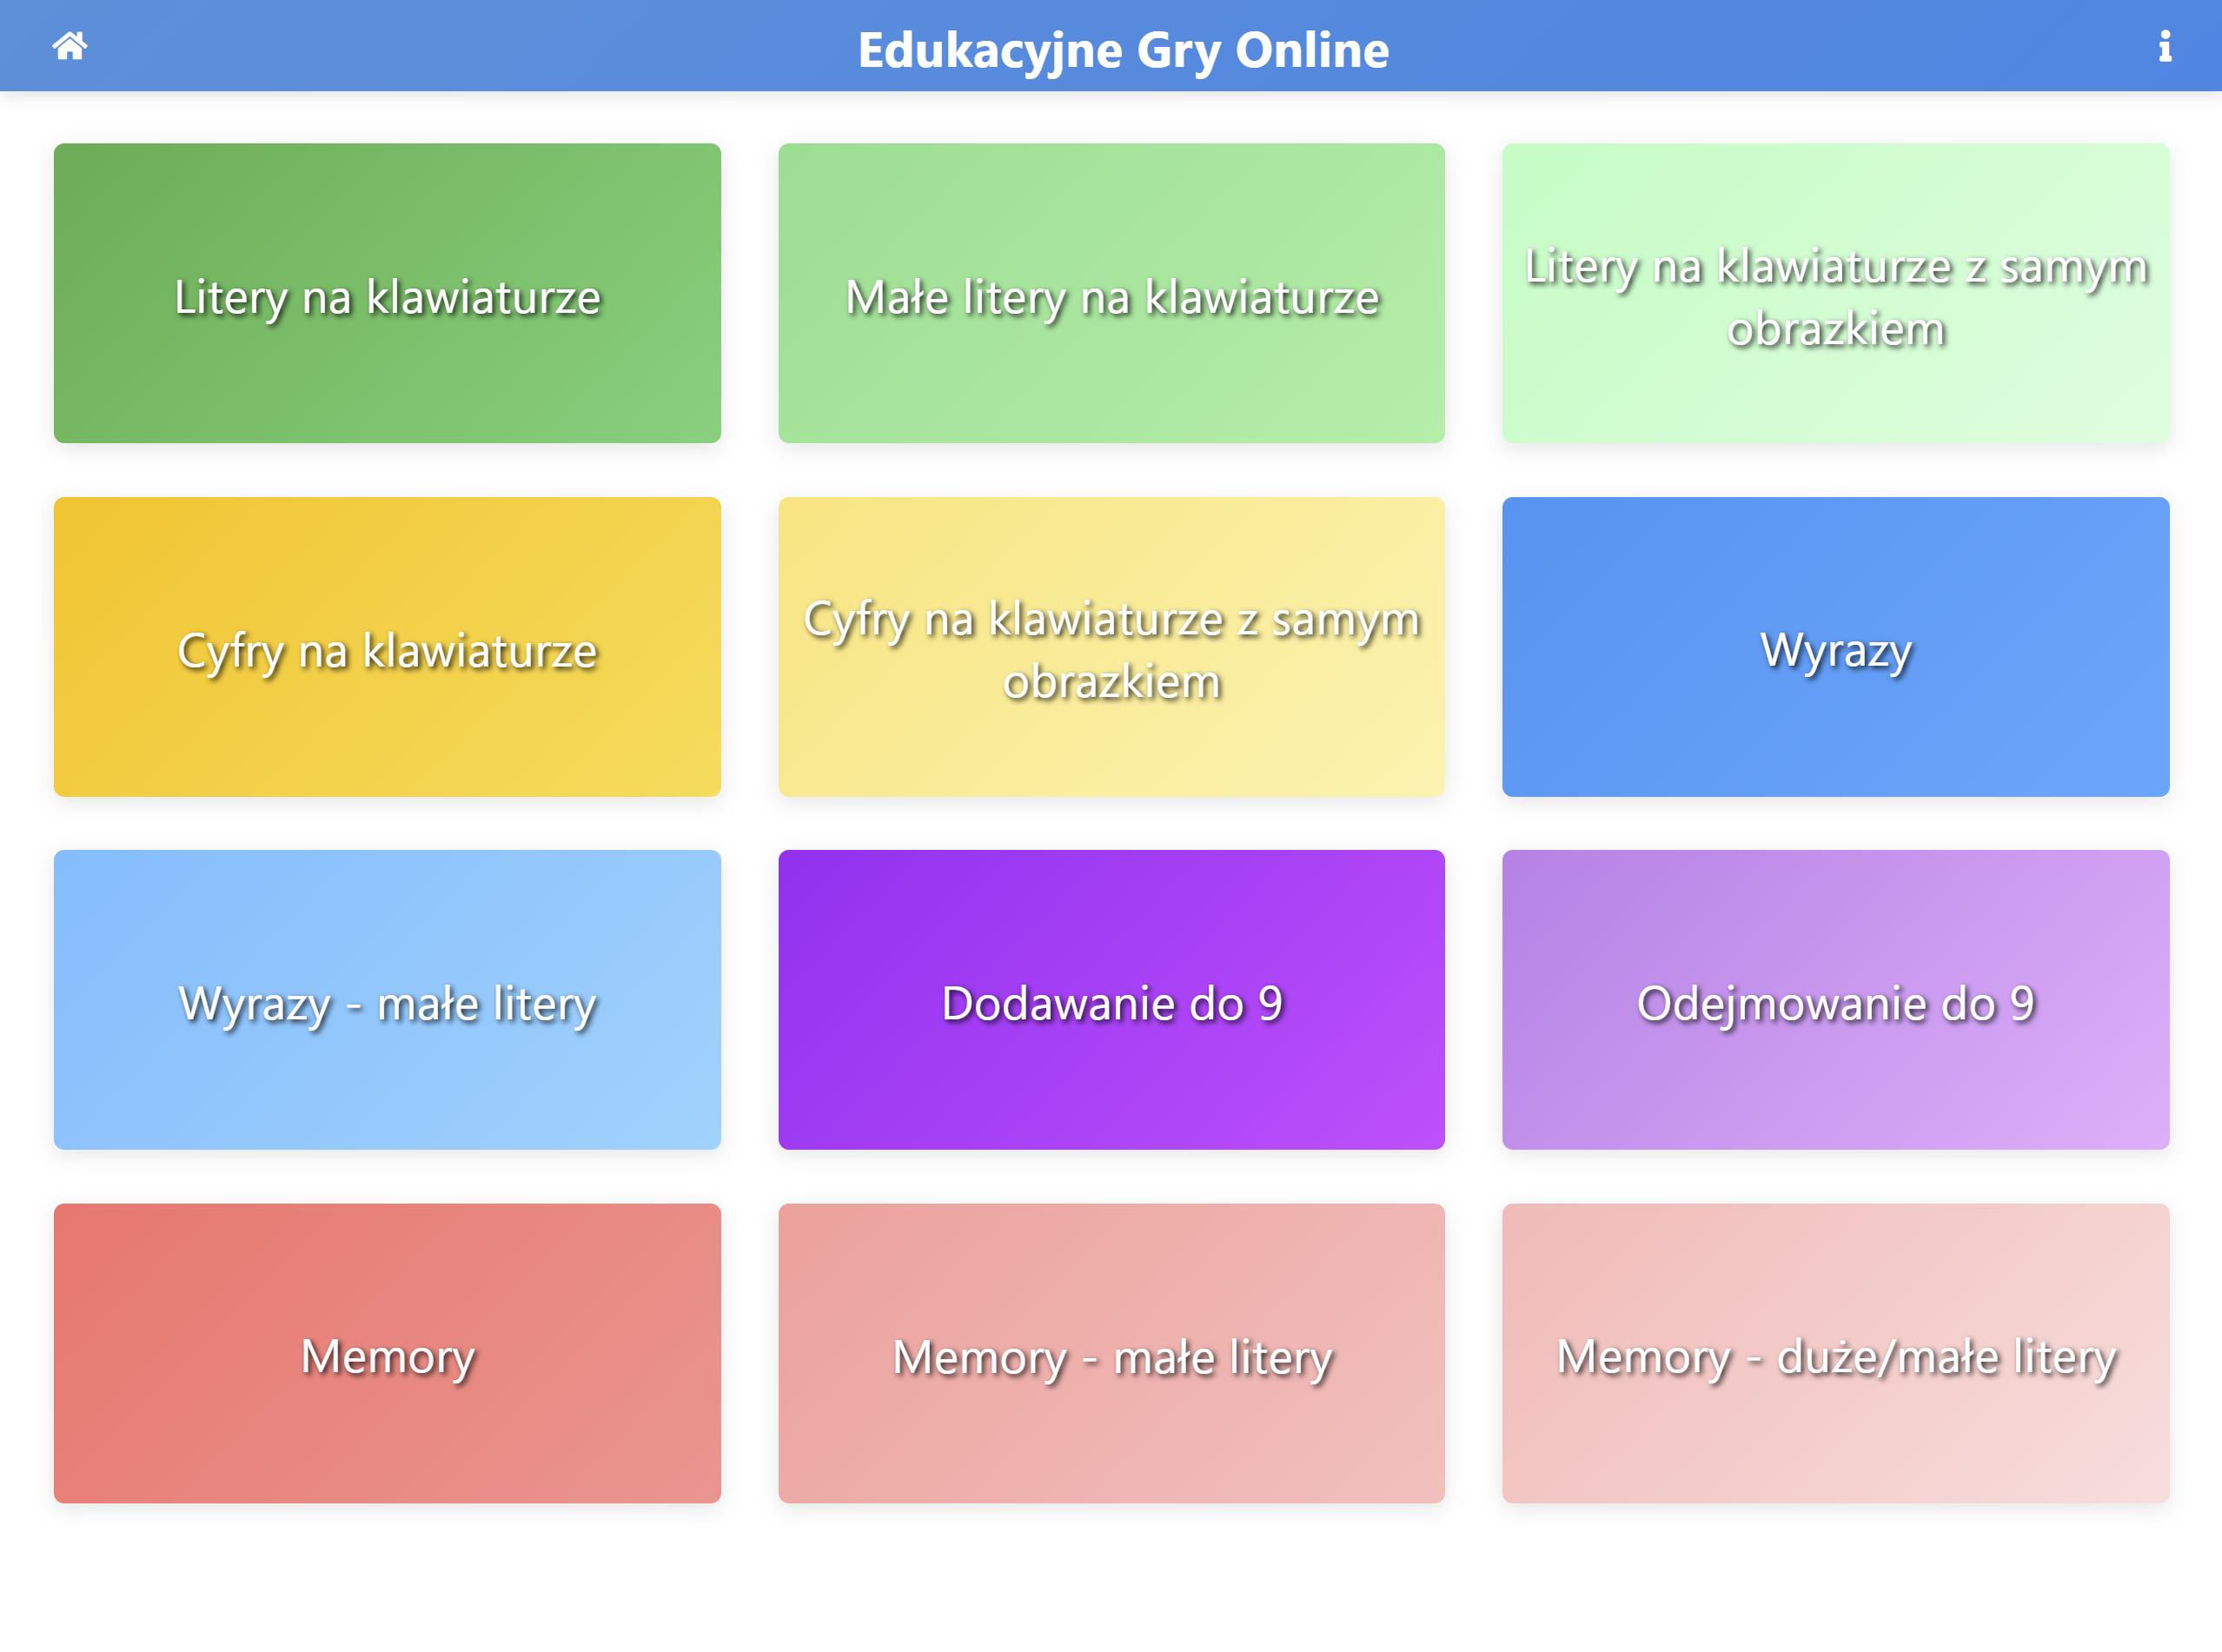 Edukacyjne Gry Online
Litery na klawiaturze
Małe litery na klawiaturze
Litery na klawiaturze z samym
obrazkiem
Cyfry na klawiaturze
Cyfry na klawiaturze z samym
obrazkiem
Wyrazy
Wyrazy - małe litery
Dodawanie do 9
Odejmowanie do 9
Memory
Memory - małe litery
Memory - duże/małe litery